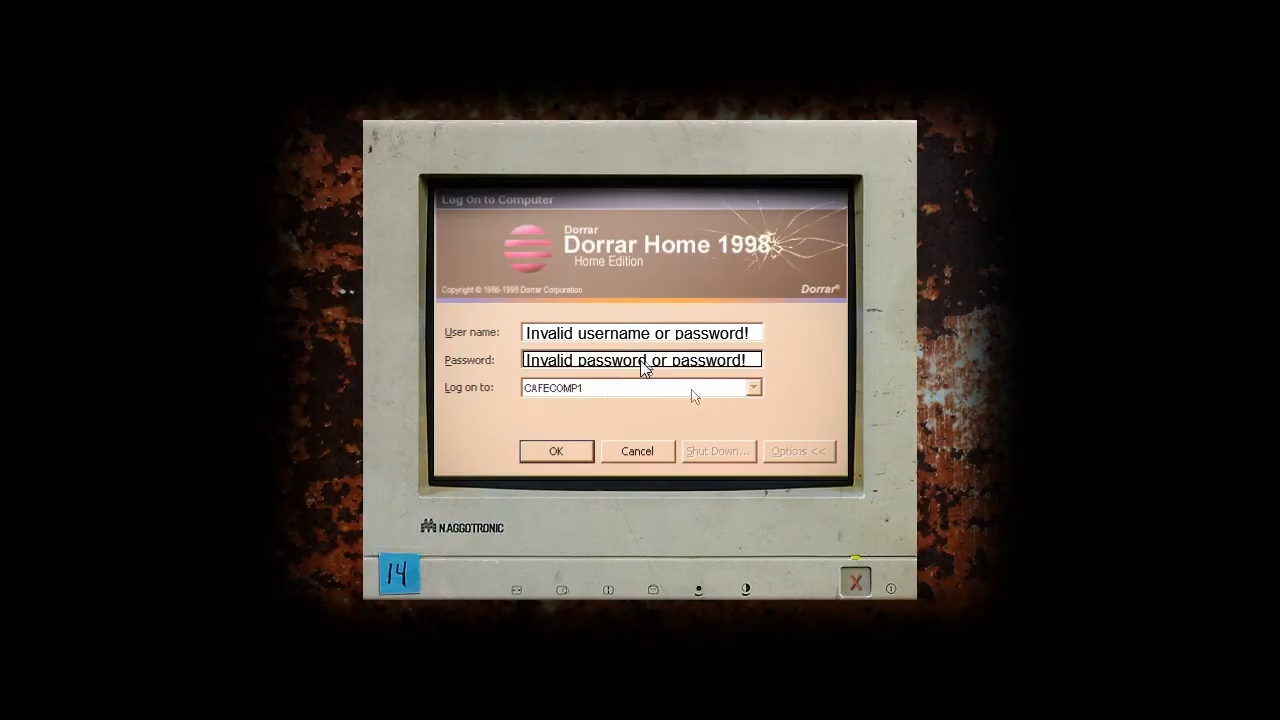 Log On to Computer
Dorrar
Dorrar Home 1998
Home Edition
Copyright © 1986-1998 Dorrar Corporation
Dorrar®
User name:
Invalid username or password!
Password:
Invalid password or password!
Log on to:
CAFECOMP1
OK
Cancel
Shut Down...
Options <<
NAGGOTRONIC
14
X